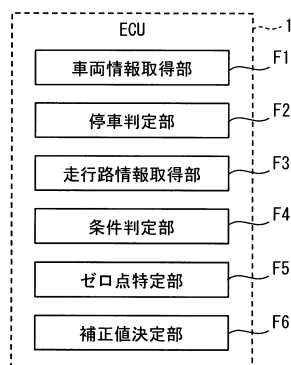 ECU
1
車両情報取得部 F1
停車判定部 F2
走行路情報取得部 F3
条件判定部 F4
ゼロ点特定部 F5
補正値決定部 F6